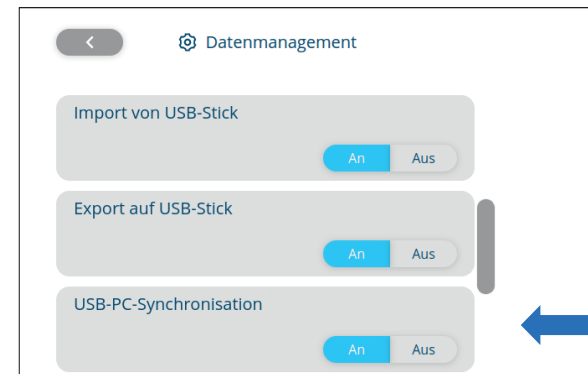 Datenmanagement
Import von USB-Stick
An Aus
Export auf USB-Stick
An Aus
USB-PC-Synchronisation
An Aus